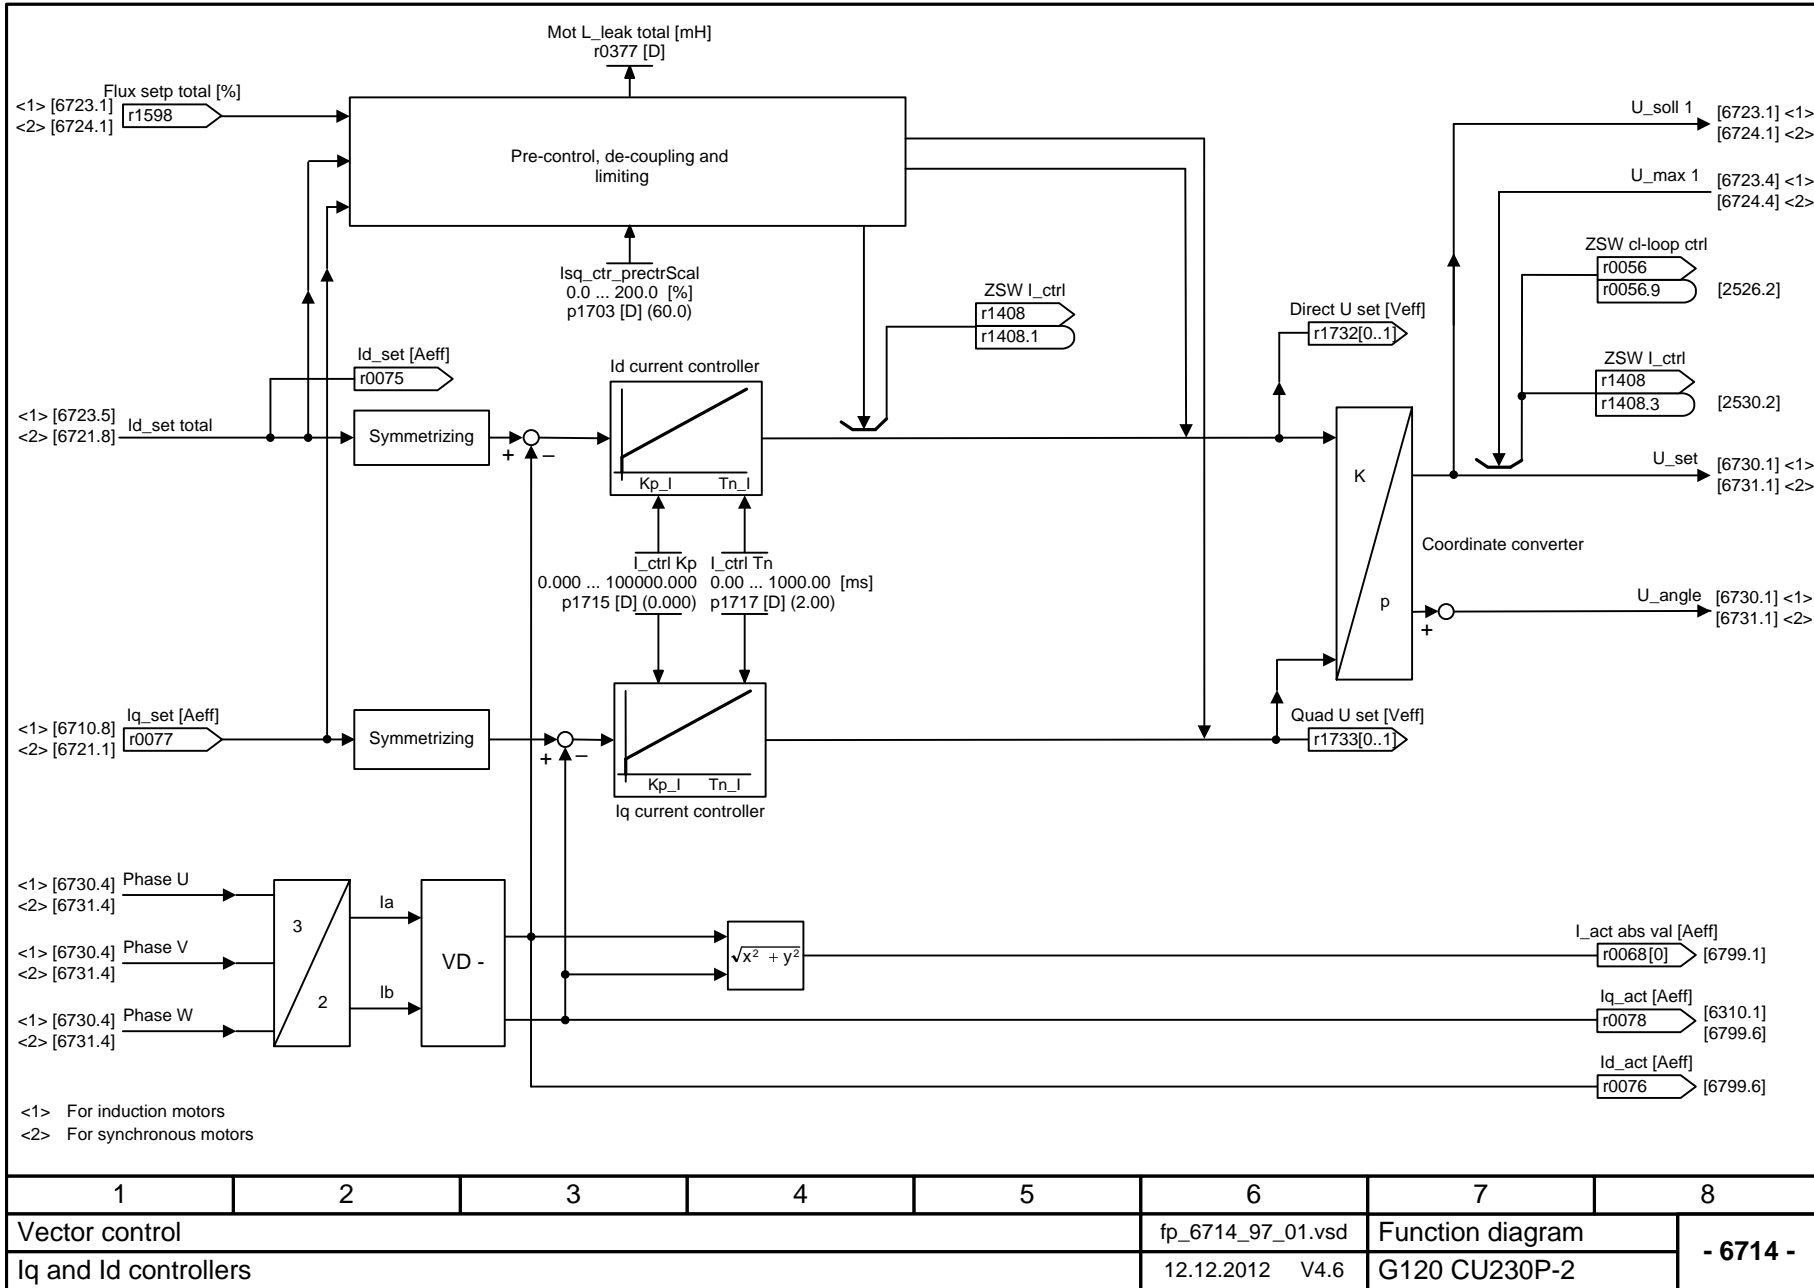 Mot L_leak total [mH]
r0377 [D]
Flux setp total [%]
<1> [6723.1]
<2> [6724.1]
r1598
Pre-control, de-coupling and
limiting
U_soll 1
[6723.1] <1>
[6724.1] <2>
U_max 1
[6723.4] <1>
[6724.4] <2>
Isq_ctr_prectrScal
0.0 ... 200.0 [%]
p1703 [D] (60.0)
ZSW I_ctrl
r1408
r1408.1
Direct U set [Veff]
r1732[0..1]
ZSW cl-loop ctrl
r0056
r0056.9
[2526.2]
ZSW I_ctrl
r1408
r1408.3
[2530.2]
Id_set [Aeff]
r0075
Id current controller
<1> [6723.5]
<2> [6721.8]
Id_set total
Symmetrizing
+
–
Kp_I
Tn_I
K
p
U_set
[6730.1] <1>
[6731.1] <2>
Coordinate converter
I_ctrl Kp
0.000 ... 100000.000
p1715 [D] (0.000)
I_ctrl Tn
0.00 ... 1000.00 [ms]
p1717 [D] (2.00)
+
U_angle
[6730.1] <1>
[6731.1] <2>
Iq_set [Aeff]
<1> [6710.8]
<2> [6721.1]
r0077
Symmetrizing
+
–
Kp_I
Tn_I
Iq current controller
Quad U set [Veff]
r1733[0..1]
<1> [6730.4]
<2> [6731.4]
Phase U
<1> [6730.4]
<2> [6731.4]
Phase V
<1> [6730.4]
<2> [6731.4]
Phase W
3
2
Ia
Ib
VD -
√x² + y²
I_act abs val [Aeff]
r0068[0]
[6799.1]
Iq_act [Aeff]
r0078
[6310.1]
[6799.6]
Id_act [Aeff]
r0076
[6799.6]
<1> For induction motors
<2> For synchronous motors
1 2 3 4 5 6 7 8
Vector control
fp_6714_97_01.vsd
Function diagram
- 6714 -
Iq and Id controllers
12.12.2012 V4.6
G120 CU230P-2